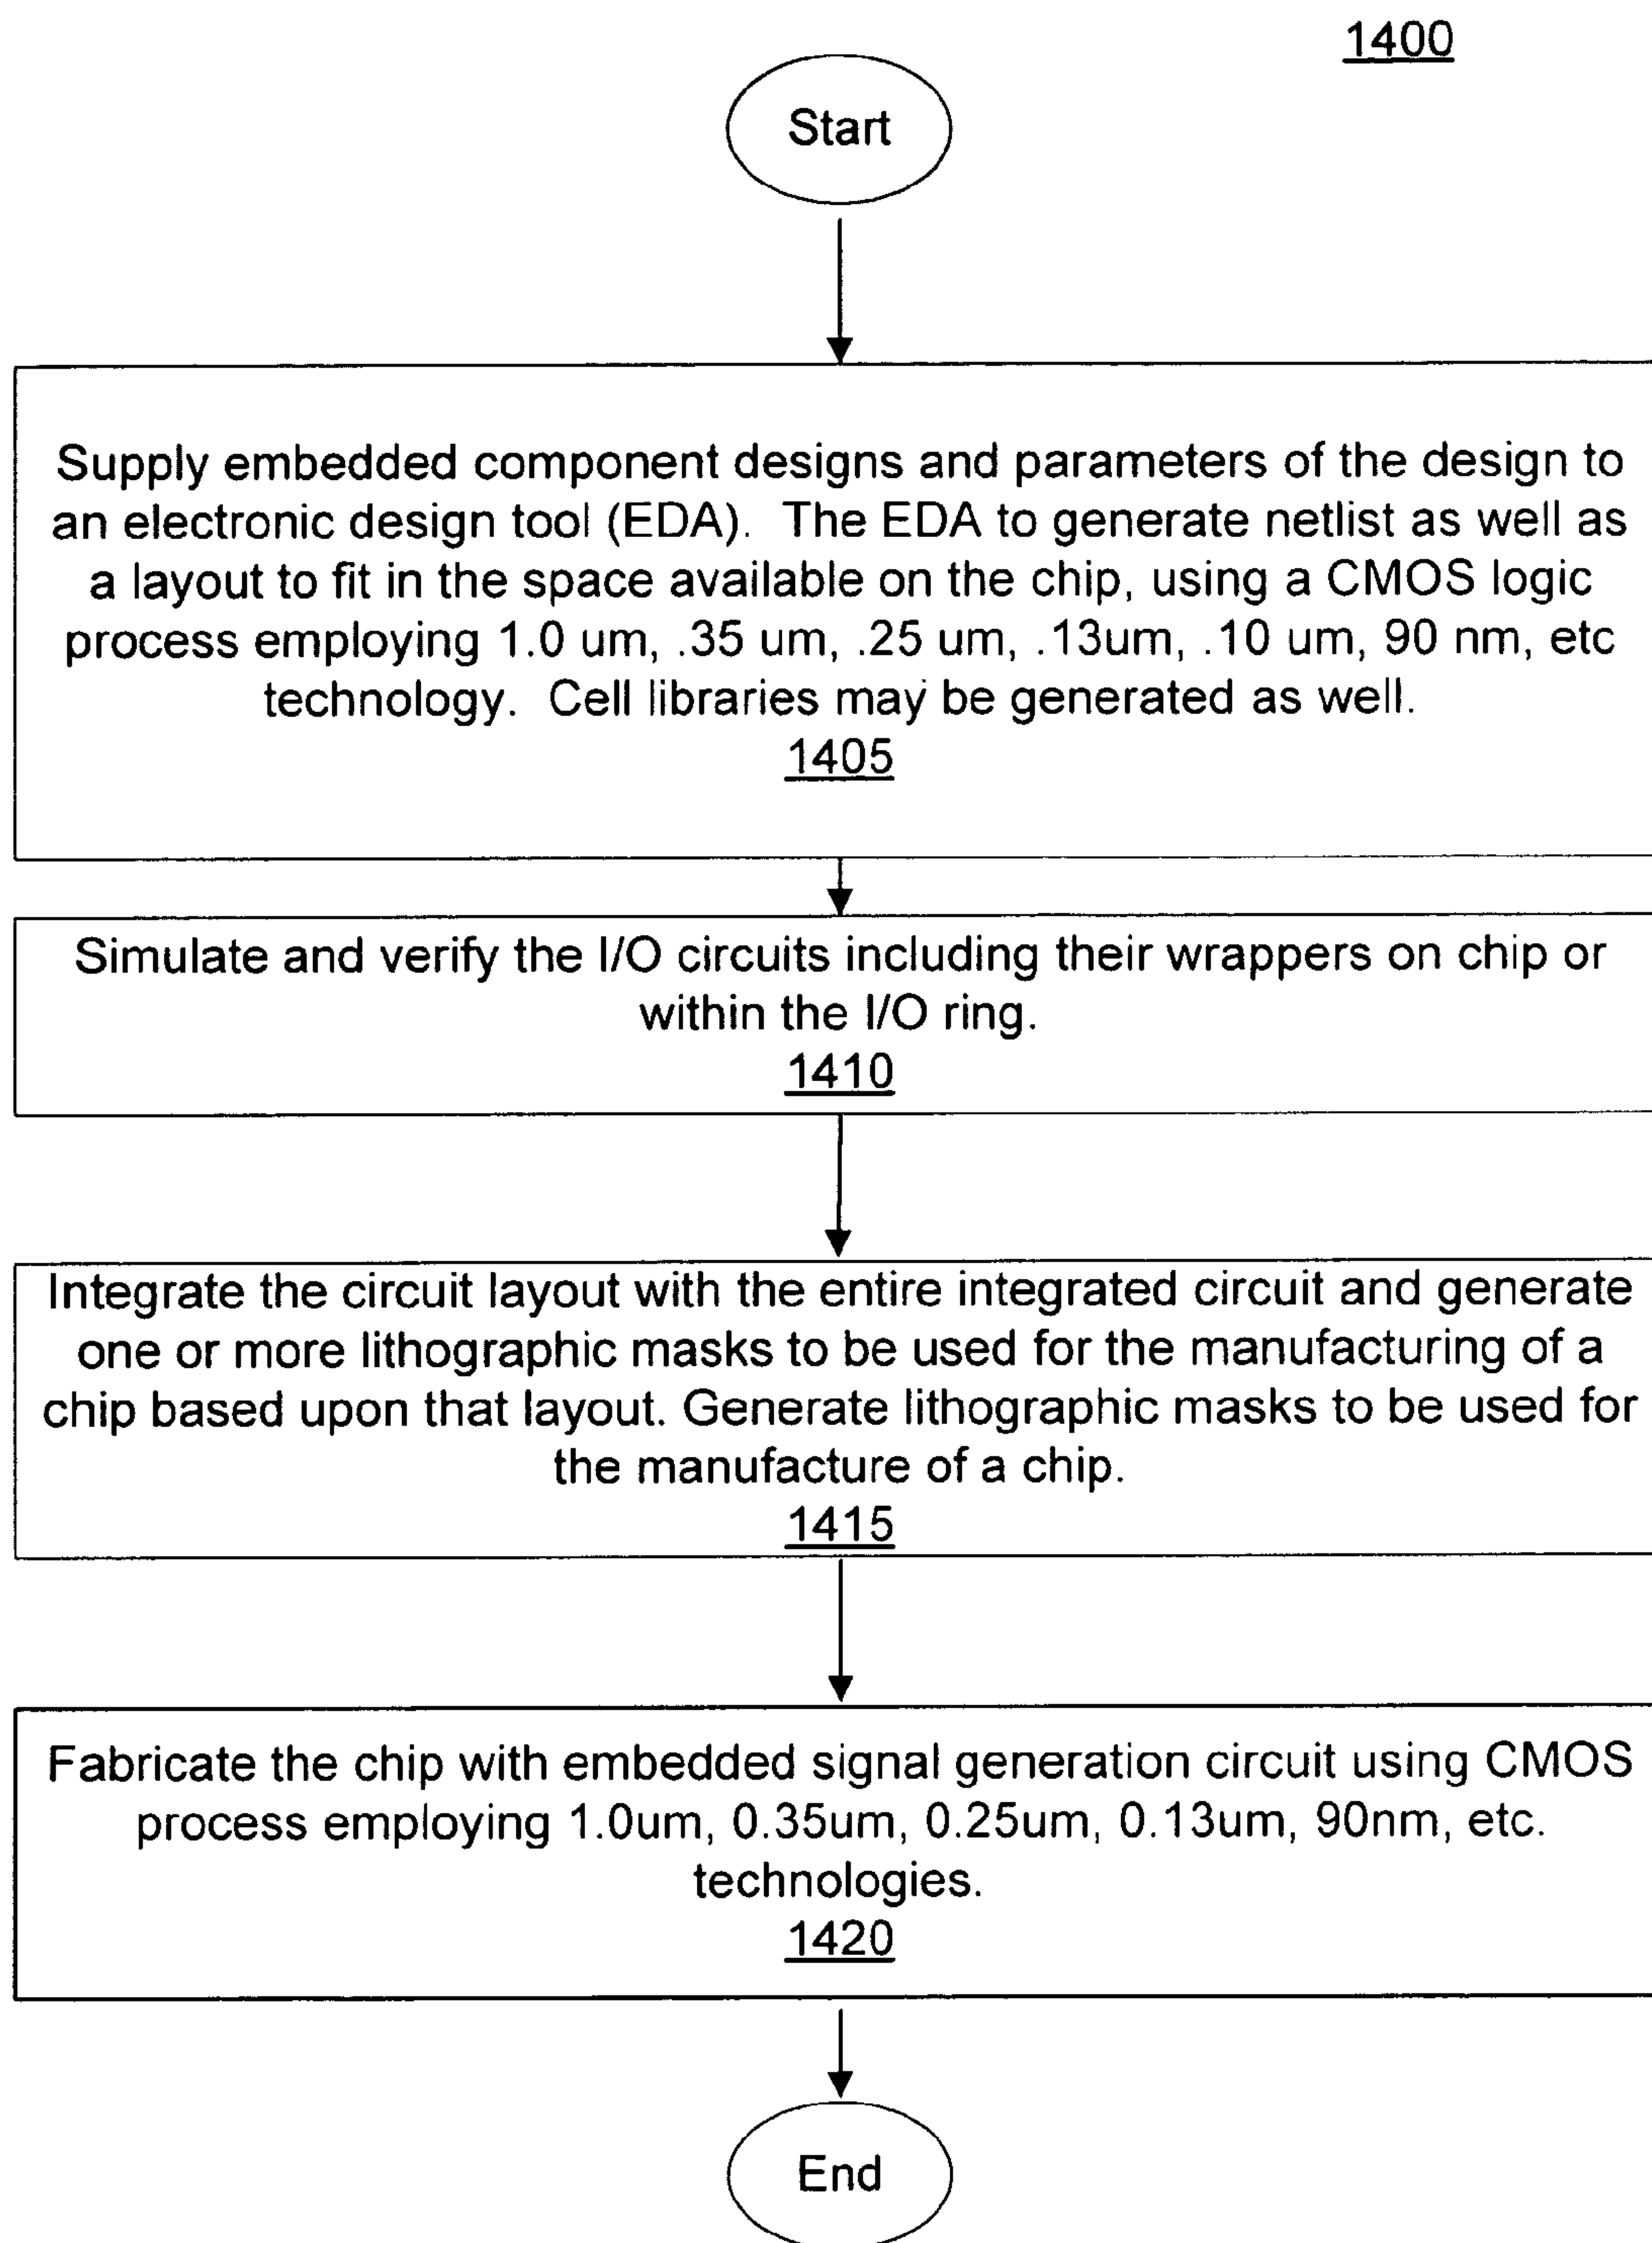 1400
Start
Supply embedded component designs and parameters of the design to
an electronic design tool (EDA).  The EDA to generate netlist as well as
a layout to fit in the space available on the chip, using a CMOS logic
process employing 1.0 um, .35 um, .25 um, .13um, .10 um, 90 nm, etc
technology.  Cell libraries may be generated as well.
1405
Simulate and verify the I/O circuits including their wrappers on chip or
within the I/O ring.
1410
Integrate the circuit layout with the entire integrated circuit and generate
one or more lithographic masks to be used for the manufacturing of a
chip based upon that layout. Generate lithographic masks to be used for
the manufacture of a chip.
1415
Fabricate the chip with embedded signal generation circuit using CMOS
process employing 1.0um, 0.35um, 0.25um, 0.13um, 90nm, etc.
technologies.
1420
End